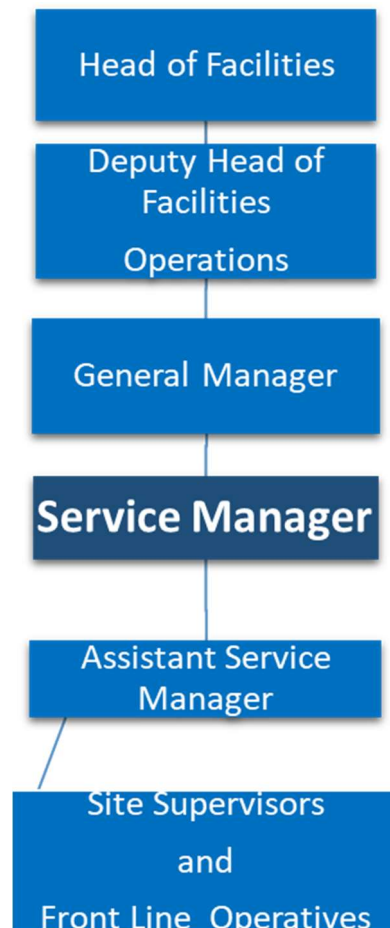 Head of Facilities
Deputy Head of
Facilities
Operations
General Manager
Service Manager
Assistant Service
Manager
Site Supervisors
and
Front Line Operatives